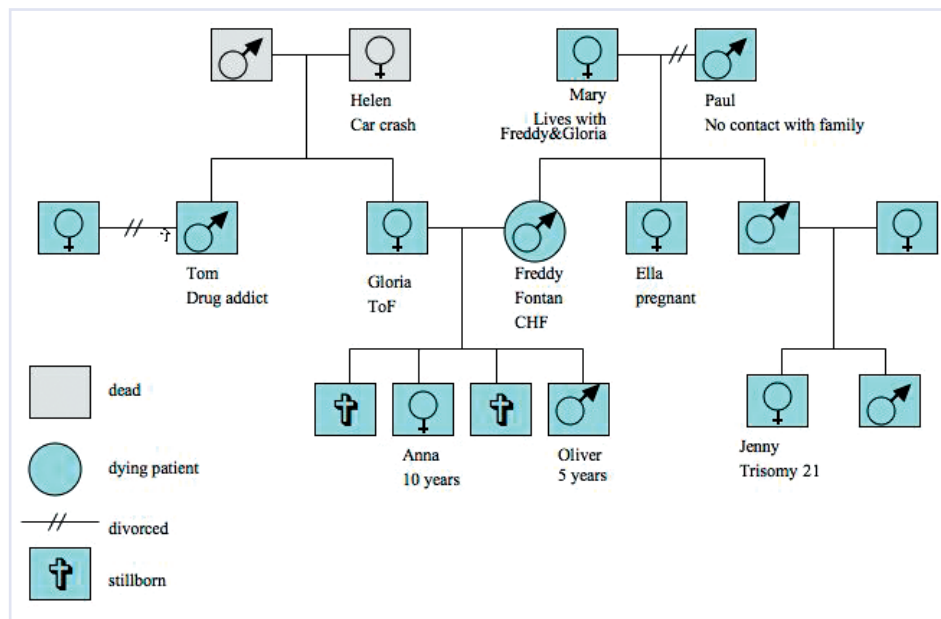 Helen
Car crash
Mary
Lives with
Freddy&Gloria
Paul
No contact with family
Tom
Drug addict
Gloria
ToF
Freddy
Fontan
CHF
Ella
pregnant
dead
dying patient
divorced
stillborn
Anna
10 years
Oliver
5 years
Jenny
Trisomy 21